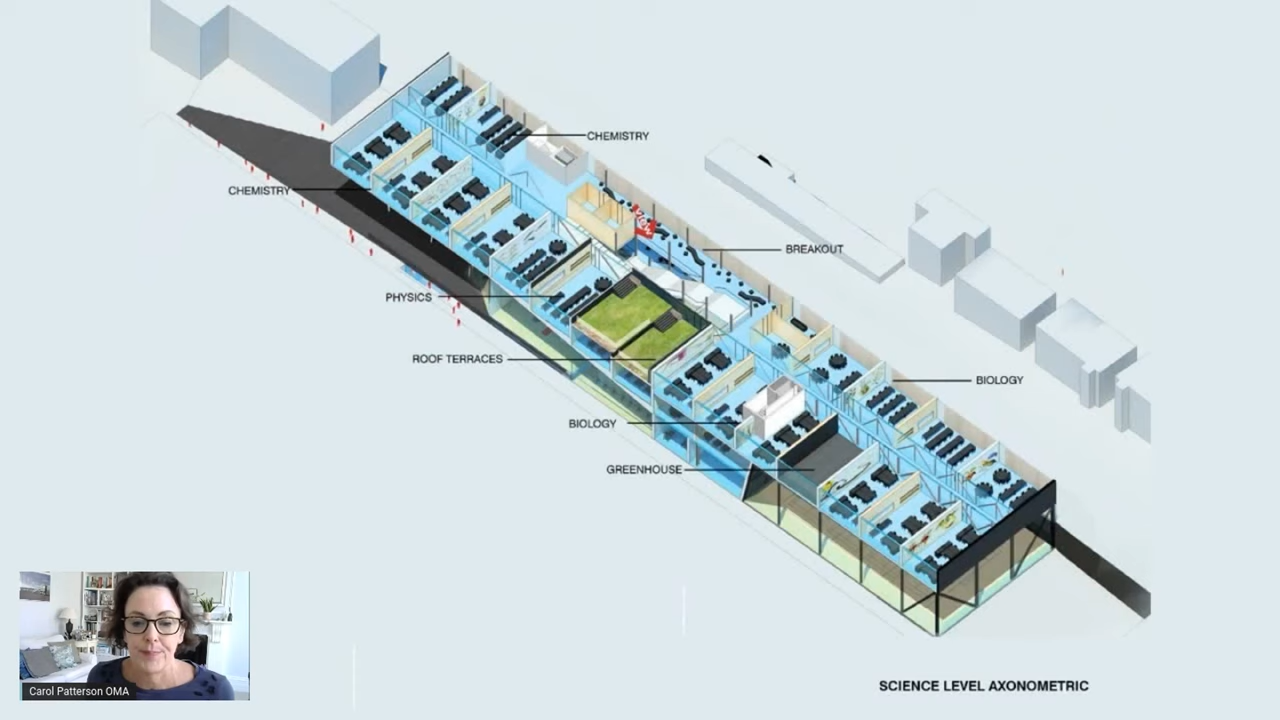 CHEMISTRY
CHEMISTRY
BREAKOUT
PHYSICS
ROOF TERRACES
BIOLOGY
BIOLOGY
GREENHOUSE
SCIENCE LEVEL AXONOMETRIC
Carol Patterson OMA